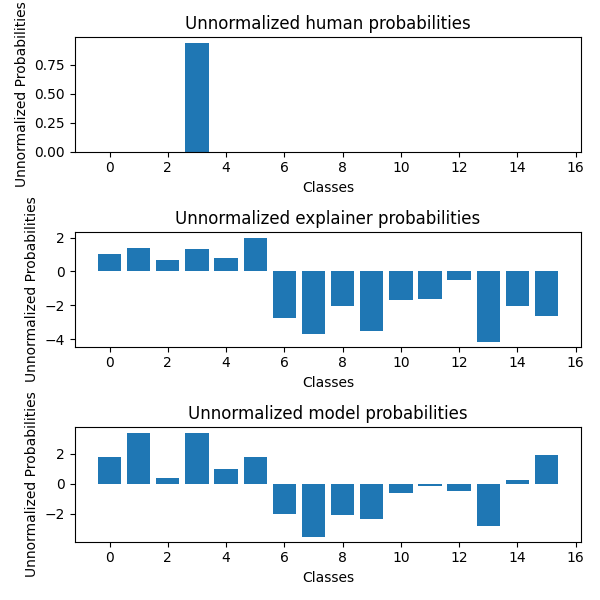 Unnormalized human probabilities
Unnormalized Probabilities
0.75
0.50
0.25
0.00
0 2 4 6 8 10 12 14 16
Classes
Unnormalized explainer probabilities
Unnormalized Probabilities
2
0
−2
−4
0 2 4 6 8 10 12 14 16
Classes
Unnormalized model probabilities
Unnormalized Probabilities
2
0
−2
0 2 4 6 8 10 12 14 16
Classes